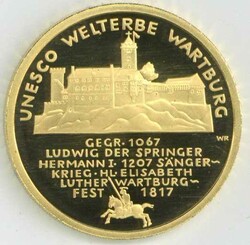 UNESCO WELTERBE WARTBURG
WR
GEGR · 1067
LUDWIG DER SPRINGER
HERMANN I · 1207 SÄNGER-
KRIEG · HL · ELISABETH
LUTHER WARTBURG-
FEST 1817